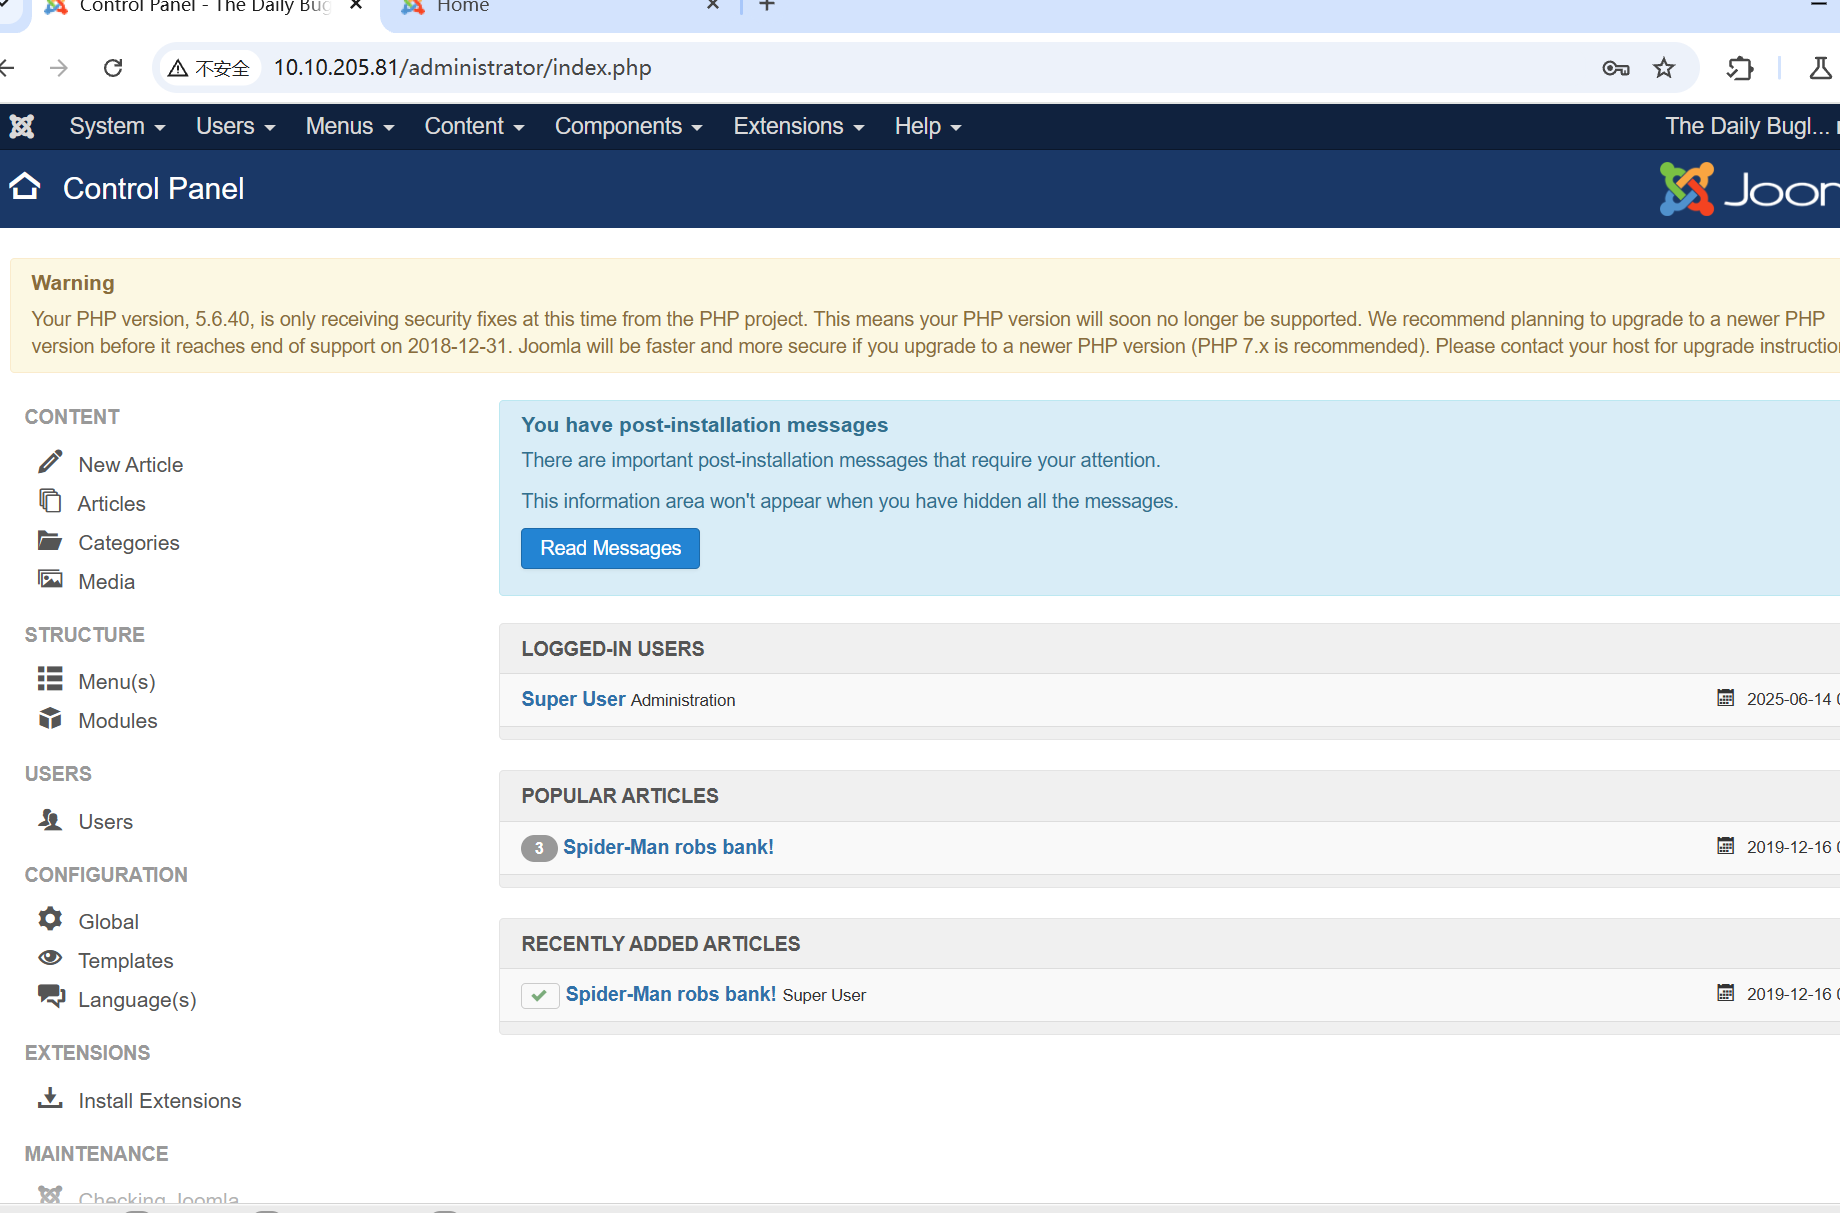 Control Panel - The Daily Bug
Home
不安全
10.10.205.81/administrator/index.php
System Users Menus Content Components Extensions Help The Daily Bugl...
Control Panel
Warning
Your PHP version, 5.6.40, is only receiving security fixes at this time from the PHP project. This means your PHP version will soon no longer be supported. We recommend planning to upgrade to a newer PHP
version before it reaches end of support on 2018-12-31. Joomla will be faster and more secure if you upgrade to a newer PHP version (PHP 7.x is recommended). Please contact your host for upgrade instructio
CONTENT
New Article
Articles
Categories
Media
STRUCTURE
Menu(s)
Modules
USERS
Users
CONFIGURATION
Global
Templates
Language(s)
EXTENSIONS
Install Extensions
MAINTENANCE
Checking Joomla
You have post-installation messages
There are important post-installation messages that require your attention.
This information area won't appear when you have hidden all the messages.
Read Messages
LOGGED-IN USERS
Super User Administration 2025-06-14
POPULAR ARTICLES
3 Spider-Man robs bank! 2019-12-16
RECENTLY ADDED ARTICLES
Spider-Man robs bank! Super User 2019-12-16